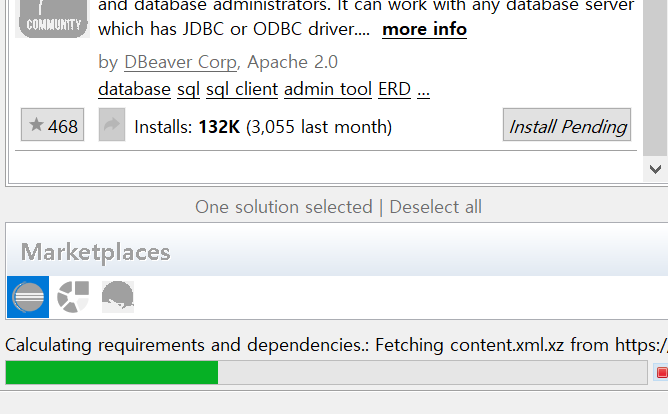 and database administrators. It can work with any database server
which has JDBC or ODBC driver.... more info
COMMUNITY
by DBeaver Corp, Apache 2.0
database sql sql client admin tool ERD ...
468 Installs: 132K (3,055 last month) Install Pending
One solution selected | Deselect all
Marketplaces
Calculating requirements and dependencies.: Fetching content.xml.xz from https:/